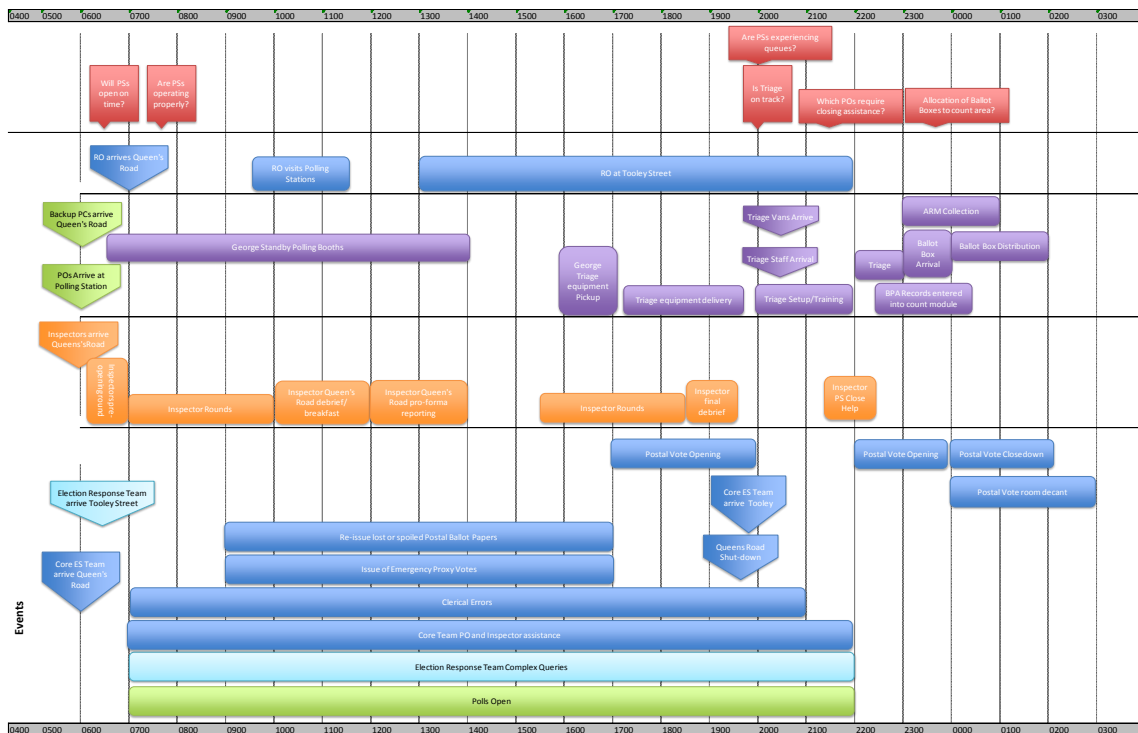 0400 0500 0600 0700 0800 0900 1000 1100 1200 1300 1400 1500 1600 1700 1800 1900 2000 2100 2200 2300 0000 0100 0200 0300
Are PSs experiencing
queues?
Will PSs
open on
time?
Are PSs
operating
properly?
Is Triage
on track?
Which POs require
closing assistance?
Allocation of Ballot
Boxes to count area?
RO arrives Queen's
Road
RO visits Polling
Stations
RO at Tooley Street
Backup PCs arrive
Queen's Road
George Standby Polling Booths
POs Arrive at
Polling Station
George
Triage
equipment
Pickup
Triage equipment delivery
Triage Vans Arrive
Triage Staff Arrival
Triage Setup/Training
Triage
ARM Collection
Ballot
Box
Arrival
Ballot Box Distribution
BPA Records entered
into count module
Inspectors arrive
Queens'sRoad
Inspectorspre-
openinground
Inspector Rounds
Inspector Queen's
Road debrief/
breakfast
Inspector Queen's
Road pro-forma
reporting
Inspector Rounds
Inspector
final
debrief
Inspector
PS Close
Help
Postal Vote Opening
Postal Vote Opening
Postal Vote Closedown
Election Response Team
arrive Tooley Street
Core ES Team
arrive Tooley
Postal Vote room decant
Re-issue lost or spoiled Postal Ballot Papers
Queens Road
Shut-down
Core ES Team
arrive Queen's
Road
Issue of Emergency Proxy Votes
Clerical Errors
Events
Core Team PO and Inspector assistance
Election Response Team Complex Queries
Polls Open
0400 0500 0600 0700 0800 0900 1000 1100 1200 1300 1400 1500 1600 1700 1800 1900 2000 2100 2200 2300 0000 0100 0200 0300